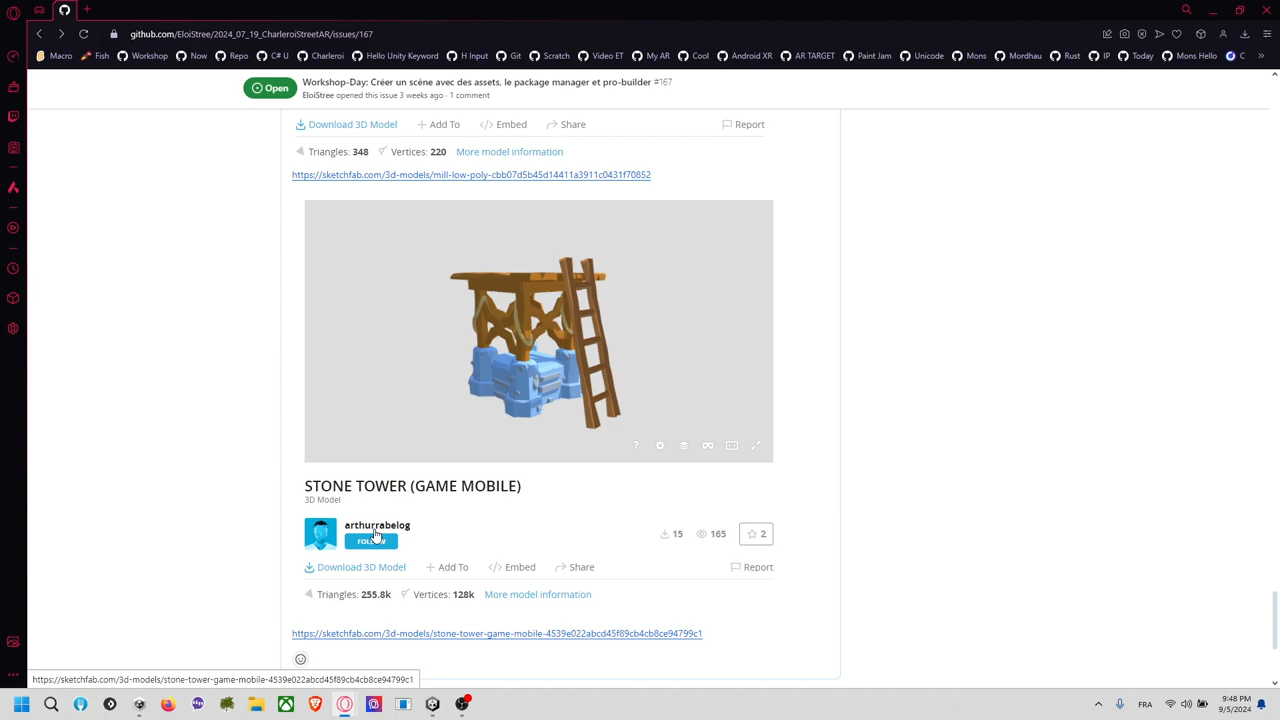 github.com/EloiStree/2024_07_19_CharleroiStreetAR/issues/167
Macro Fish Workshop Now Repo C# U Charleroi Hello Unity Keyword H Input Git Scratch Video ET My AR Cool Android XR AR TARGET Paint Jam Unicode Mons Mordhau Rust IP Today Mons Hello C »
Open
Workshop-Day: Créer un scène avec des assets, le package manager et pro-builder #167
EloiStree opened this issue 3 weeks ago · 1 comment
Download 3D Model Add To Embed Share Report
Triangles: 348 Vertices: 220 More model information
https://sketchfab.com/3d-models/mill-low-poly-cbb07d5b45d14411a3911c0431f70852
STONE TOWER (GAME MOBILE)
3D Model
arthurrabelog
15 165 2
Download 3D Model Add To Embed Share Report
Triangles: 255.8k Vertices: 128k More model information
https://sketchfab.com/3d-models/stone-tower-game-mobile-4539e022abcd45f89cb4cb8ce94799c1
https://sketchfab.com/3d-models/stone-tower-game-mobile-4539e022abcd45f89cb4cb8ce94799c1
FRA
9:48 PM
9/5/2024